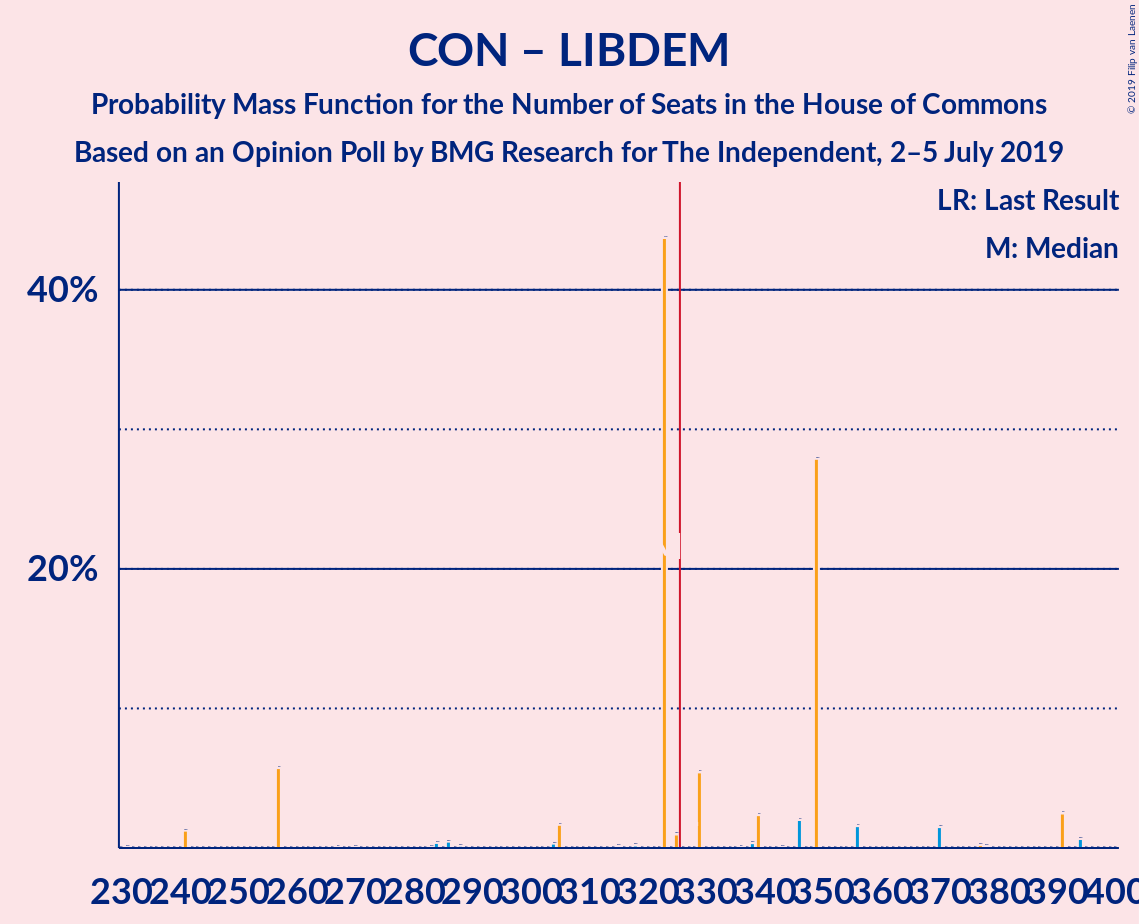 CON – LIBDEM
Probability Mass Function for the Number of Seats in the House of Commons
Based on an Opinion Poll by BMG Research for The Independent, 2–5 July 2019
© 2019 Filip van Laenen
LR: Last Result
M: Median
40%
20%
230 240 250 260 270 280 290 300 310 320 330 340 350 360 370 380 390 400